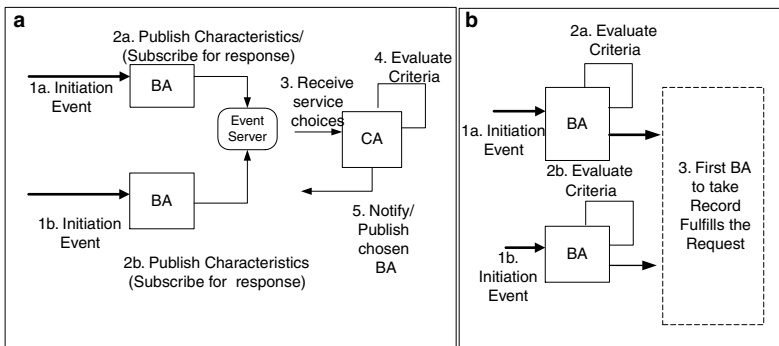 a
2a. Publish Characteristics/
(Subscribe for response)
1a. Initiation
Event
BA
Event
Server
1b. Initiation
Event
BA
2b. Publish Characteristics
(Subscribe for response)
3. Receive
service
choices
4. Evaluate
Criteria
CA
5. Notify/
Publish
chosen
BA
b
2a. Evaluate
Criteria
1a. Initiation
Event
BA
2b. Evaluate
Criteria
1b.
Initiation
Event
BA
3. First BA
to take
Record
Fulfills the
Request